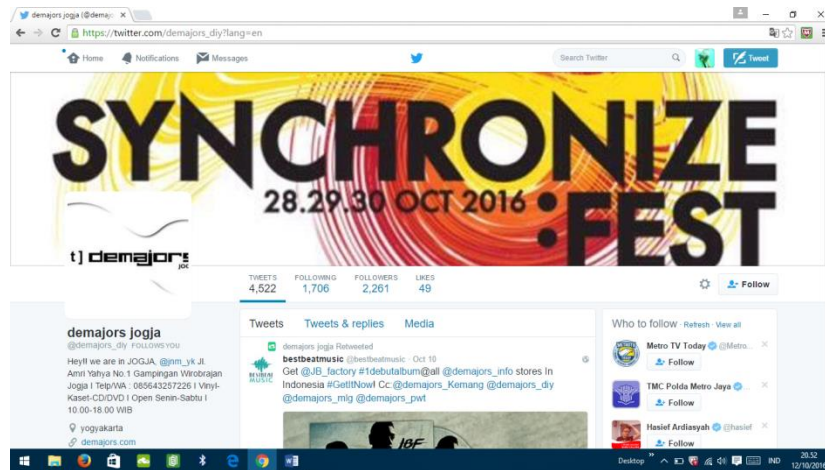 demajors jogja (@demajo
https://twitter.com/demajors_diy?lang=en
Home Notifications Messages Search Twitter Tweet
SYNCHRONIZE
28.29.30 OCT 2016 :FEST
t] demajors
TWEETS FOLLOWING FOLLOWERS LIKES
4,522 1,706 2,261 49
Follow
demajors jogja
@demajors_diy FOLLOWS YOU
Hey!! we are in JOGJA, @jnm_yk Jl.
Amri Yahya No.1 Gampingan Wirobrajan
Jogja I Telp/WA : 085643257226 I Vinyl-
Kaset-CD/DVD I Open Senin-Sabtu I
10.00-18.00 WIB
yogyakarta
demajors.com
Tweets Tweets & replies Media
demajors jogja Retweeted
bestbeatmusic @bestbeatmusic · Oct 10
Get @JB_factory #1debutalbum@all @demajors_info stores In
Indonesia #GetItNow! Cc:@demajors_Kemang @demajors_diy
@demajors_mlg @demajors_pwt
BESTBEAT
MUSIC
JBF
Who to follow · Refresh · View all
Metro TV Today @Metro...
Follow
TMC Polda Metro Jaya
Follow
Hasief Ardiasyah @hasief
Follow
Desktop IND 20.52
12/10/2016